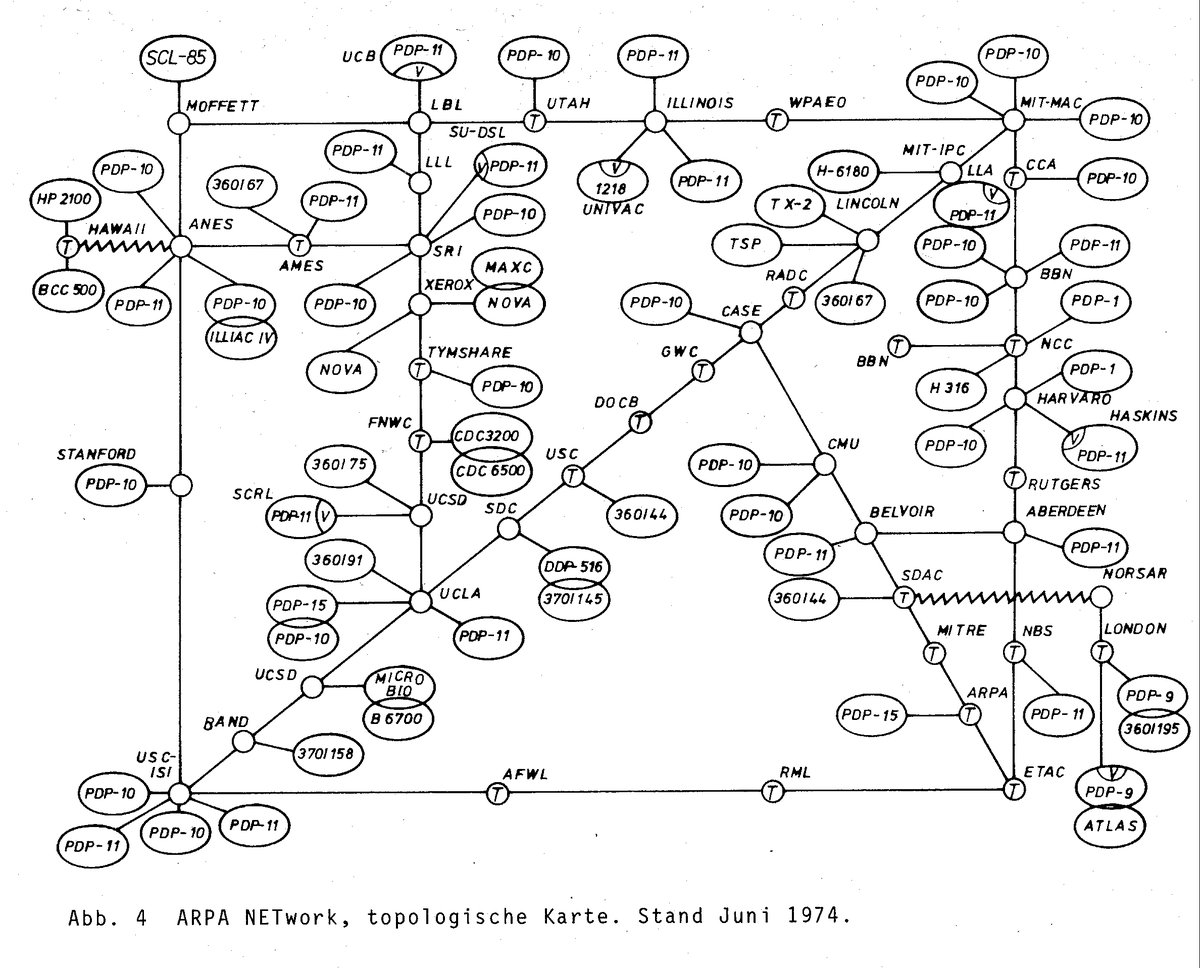 SCL-85
UCB
PDP-11
V
PDP-10
PDP-11
PDP-10
PDP-10
MOFFETT
LBL
SU-DSL
UTAH
T
ILLINOIS
WPAEO
T
MIT-MAC
PDP-10
PDP-11
LLL
V PDP-11
V
1218
UNIVAC
PDP-11
H-6180
MIT-IPC
LLA
V
PDP-11
CCA
T
PDP-10
PDP-10
HP 2100
360/67
PDP-11
PDP-10
TX-2
LINCOLN
TSP
360/67
PDP-10
PDP-11
HAWAII
T
ANES
T
AMES
SRI
BBN
BCC 500
PDP-11
PDP-10
ILLIAC IV
PDP-10
XEROX
MAXC
NOVA
RADC
T
PDP-10
CASE
PDP-10
PDP-1
NOVA
TYMSHARE
T
PDP-10
GWC
T
BBN
T
T
NCC
H 316
PDP-1
HARVARO
HASKINS
V
PDP-11
PDP-10
DOCB
T
FNWC
T
CDC3200
CDC 6500
STANFORD
PDP-10
360/75
SCRL
PDP-11 V
UCSD
USC
T
360/44
SDC
CMU
PDP-10
PDP-10
T
RUTGERS
BELVOIR
ABERDEEN
PDP-11
PDP-11
360/91
DDP-516
370/145
PDP-15
PDP-10
UCLA
PDP-11
SDAC
T
360/44
NORSAR
UCSD
MICRO
BIO
B 6700
MITRE
T
NBS
T
LONDON
T
PDP-9
360/195
BAND
370/158
PDP-15
ARPA
T
PDP-11
USC-
ISI
PDP-10
PDP-11
PDP-10
PDP-11
AFWL
T
RML
T
ETAC
T
V
PDP-9
ATLAS
Abb. 4 ARPA NETwork, topologische Karte. Stand Juni 1974.